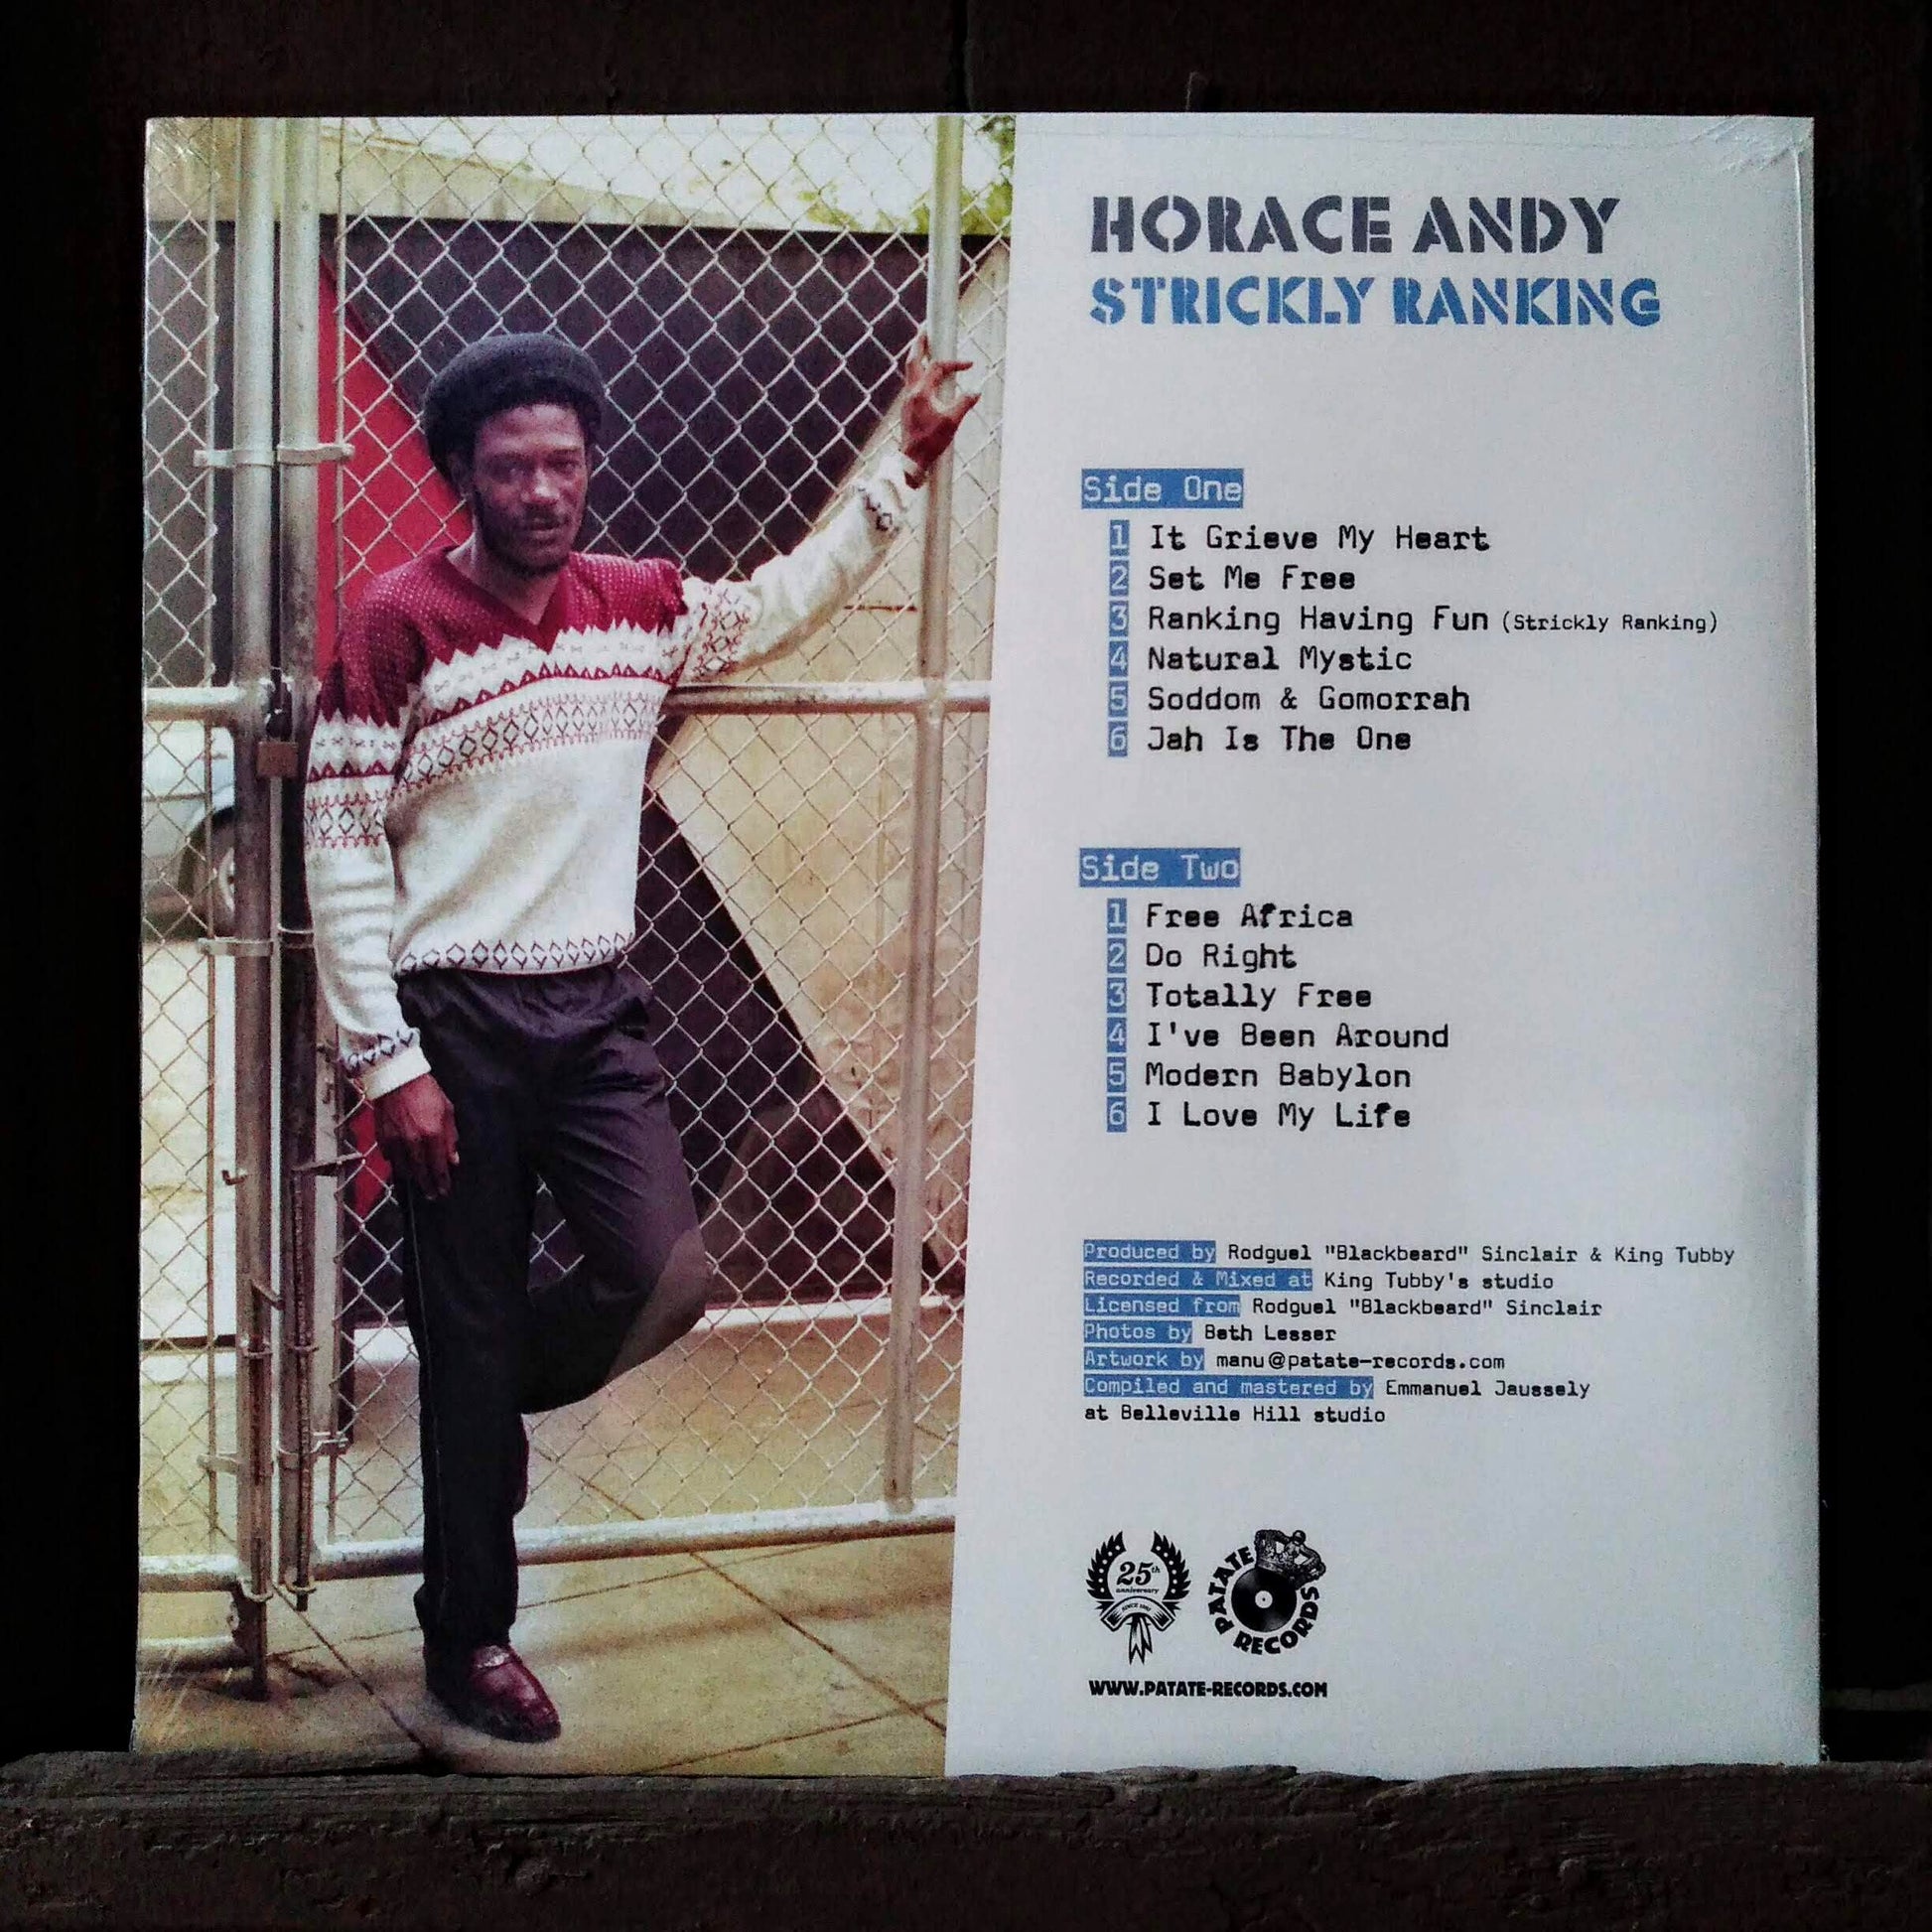 HORACE ANDY
STRICKLY RANKING
Side One
1 It Grieve My Heart
2 Set Me Free
3 Ranking Having Fun (Strickly Ranking)
4 Natural Mystic
5 Soddom & Gomorrah
6 Jah Is The One
Side Two
1 Free Africa
2 Do Right
3 Totally Free
4 I've Been Around
5 Modern Babylon
6 I Love My Life
Produced by Rodguel "Blackbeard" Sinclair & King Tubby
Recorded & Mixed at King Tubby's studio
Licensed from Rodguel "Blackbeard" Sinclair
Photos by Beth Lesser
Artwork by manu@patate-records.com
Compiled and mastered by Emmanuel Jaussely
at Belleville Hill studio
25th
anniversary
SINCE
PATATE
RECORDS
WWW.PATATE-RECORDS.COM